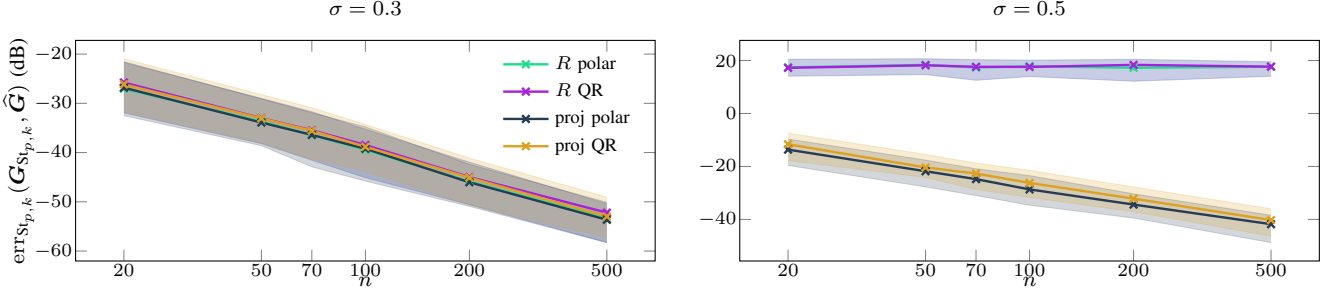 σ = 0.3
σ = 0.5
err_{St_{p,k}}(G_{St_{p,k}}, Ĝ) (dB)
−20
−30
−40
−50
−60
R polar
R QR
proj polar
proj QR
20 50 70 100 200 500
n
20
0
−20
−40
20 50 70 100 200 500
n